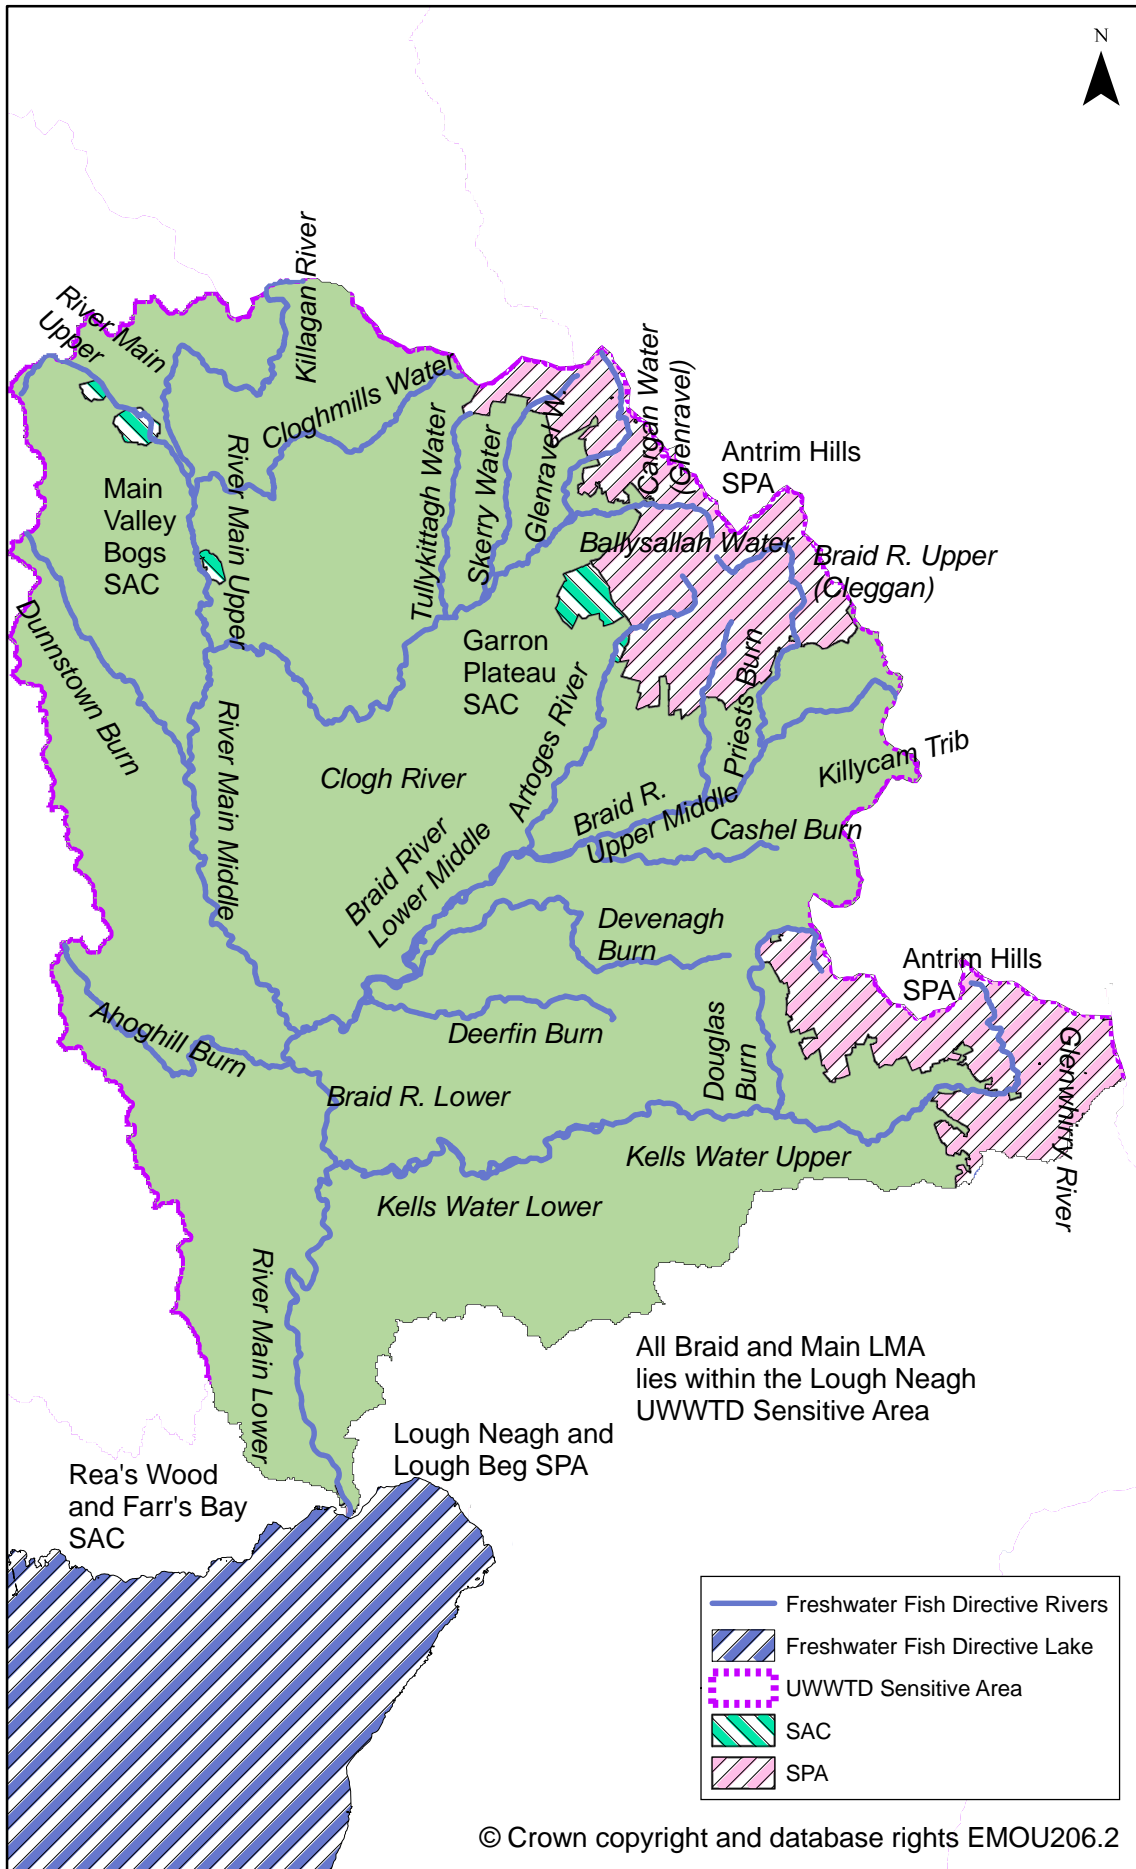 N
Killagan River
River Main
Upper
Cloghmills Water
Cargan Water
(Glenravel)
Tullykittagh Water
Skerry Water
Glenravel W.
River Main Upper
Antrim Hills
SPA
Main
Valley
Bogs
SAC
Ballysallah Water
Braid R. Upper
(Cleggan)
Dunnstown Burn
Garron
Plateau
SAC
Artoges River
Priests Burn
River Main Middle
Clogh River
Killycarn Trib
Braid R.
Upper Middle
Cashel Burn
Braid River
Lower Middle
Devenagh
Burn
Antrim Hills
SPA
Ahoghill Burn
Deerfin Burn
Douglas
Burn
Glenwhirry River
Braid R. Lower
Kells Water Upper
Kells Water Lower
River Main Lower
All Braid and Main LMA
lies within the Lough Neagh
UWWTD Sensitive Area
Lough Neagh and
Lough Beg SPA
Rea's Wood
and Farr's Bay
SAC
Freshwater Fish Directive Rivers
Freshwater Fish Directive Lake
UWWTD Sensitive Area
SAC
SPA
© Crown copyright and database rights EMOU206.2